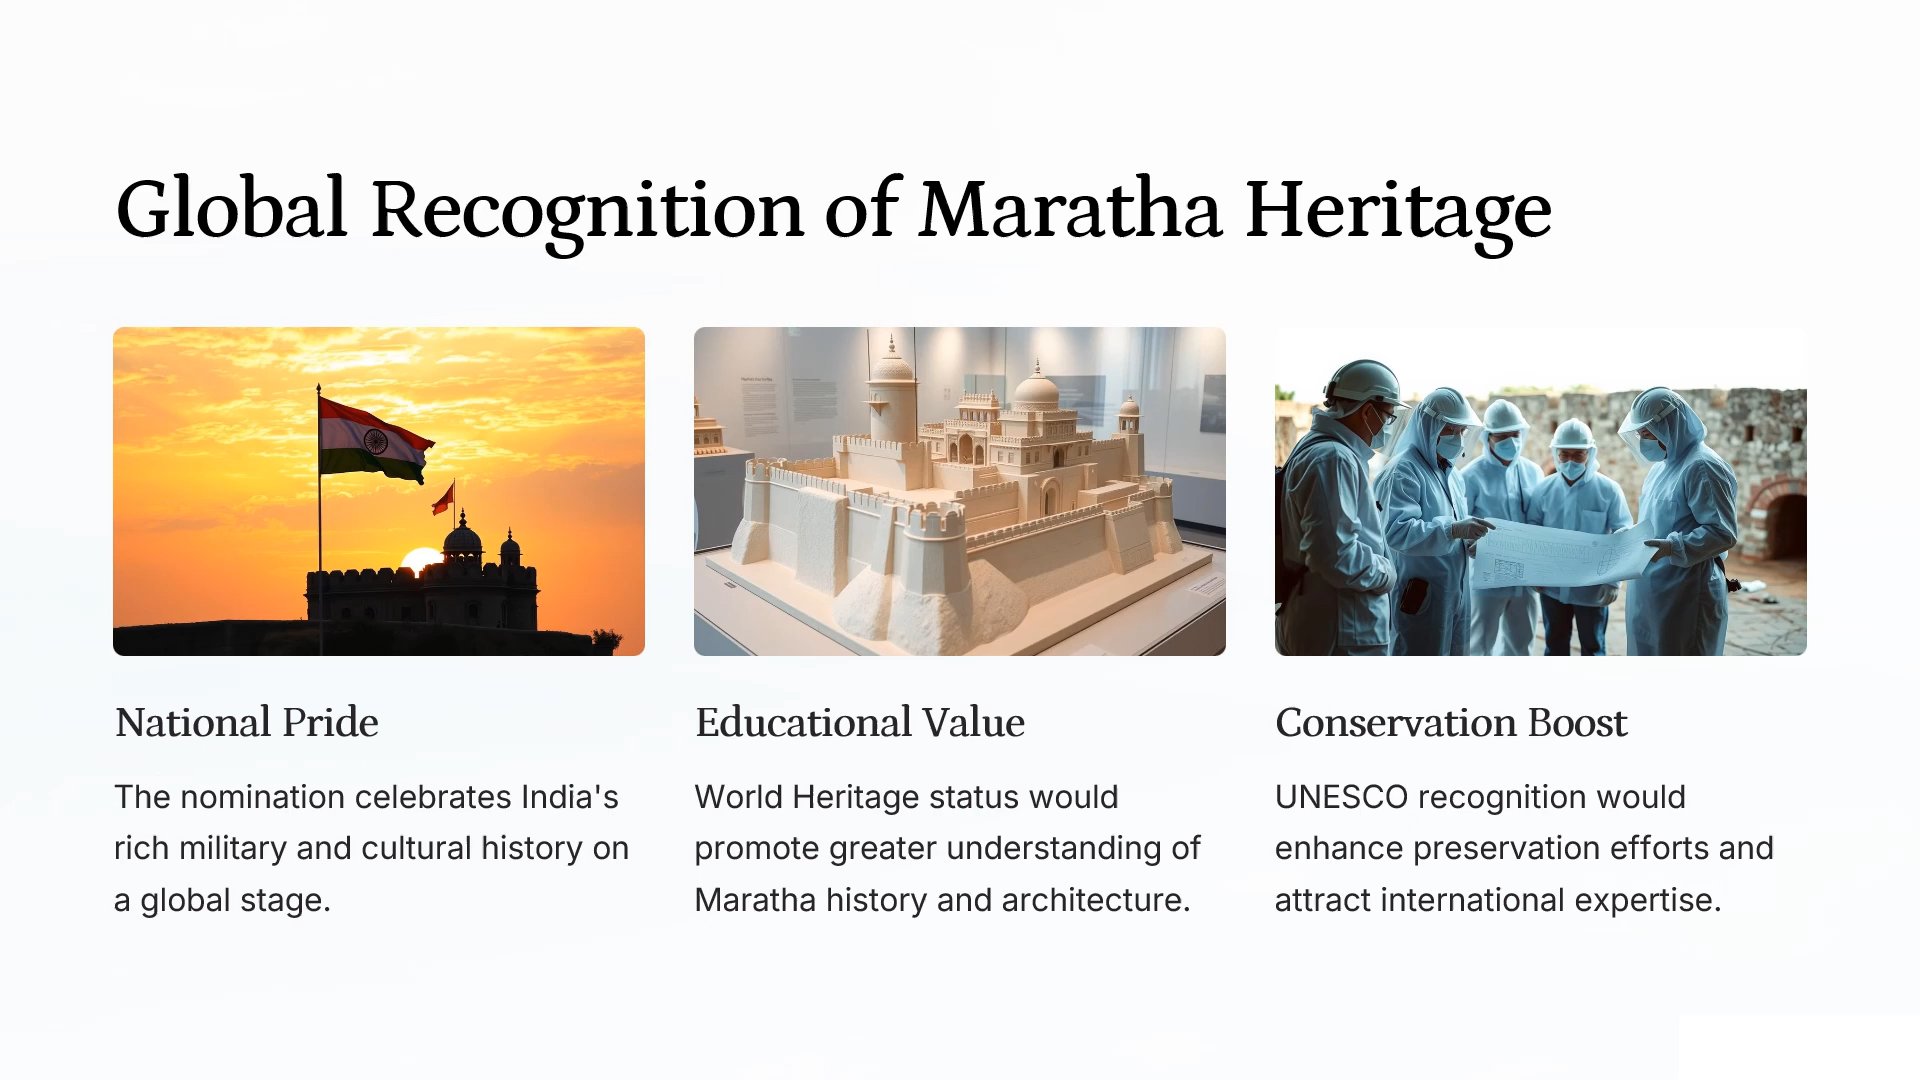 Global Recognition of Maratha Heritage
National Pride
The nomination celebrates India's
rich military and cultural history on
a global stage.
Educational Value
World Heritage status would
promote greater understanding of
Maratha history and architecture.
Conservation Boost
UNESCO recognition would
enhance preservation efforts and
attract international expertise.